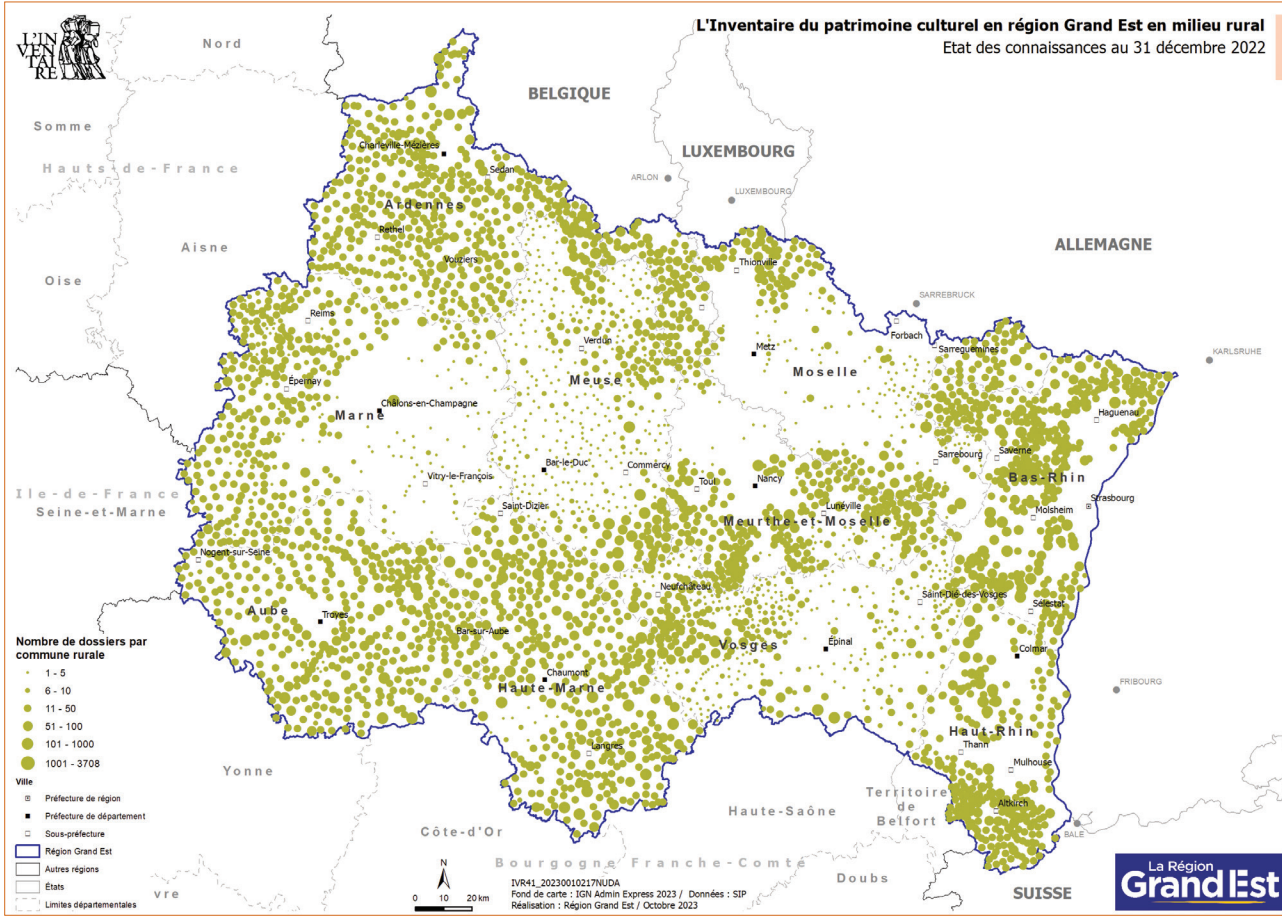 L'Inventaire du patrimoine culturel en région Grand Est en milieu rural
Etat des connaissances au 31 décembre 2022
L'IN
VEN
TAI
RE
Nord
BELGIQUE
Somme
Hauts-de-France
LUXEMBOURG
Charleville-Mézières
Sedan
ARLON
LUXEMBOURG
Ardennes
Aisne
Rethel
ALLEMAGNE
Vouziers
Oise
Thionville
SARREBRUCK
Reims
Forbach
Verdun
Metz
Sarreguemines
KARLSRUHE
Meuse
Moselle
Épernay
Châlons-en-Champagne
Marne
Haguenau
Bar-le-Duc
Commercy
Sarrebourg
Saverne
Vitry-le-François
Bas-Rhin
Toul
Nancy
Ile-de-France
Seine-et-Marne
Saint-Dizier
Lunéville
Strasbourg
Molsheim
Meurthe-et-Moselle
Nogent-sur-Seine
Neufchâteau
Saint-Dié-des-Vosges
Sélestat
Aube
Troyes
Bar-sur-Aube
Vosges
Épinal
Colmar
Chaumont
Haute-Marne
FRIBOURG
Haut-Rhin
Langres
Thann
Mulhouse
Yonne
Territoire
de
Belfort
Haute-Saône
Altkirch
Côte-d'Or
BALE
Bourgogne Franche-Comté
Doubs
SUISSE
vre
Nombre de dossiers par
commune rurale
1 - 5
6 - 10
11 - 50
51 - 100
101 - 1000
1001 - 3708
Ville
Préfecture de région
Préfecture de département
Sous-préfecture
Région Grand Est
Autres régions
États
Limites départementales
N
0 10 20 km
IVR41_20230010217NUDA
Fond de carte : IGN Admin Express 2023 / Données : SIP
Réalisation : Région Grand Est / Octobre 2023
La Région
Grand Est